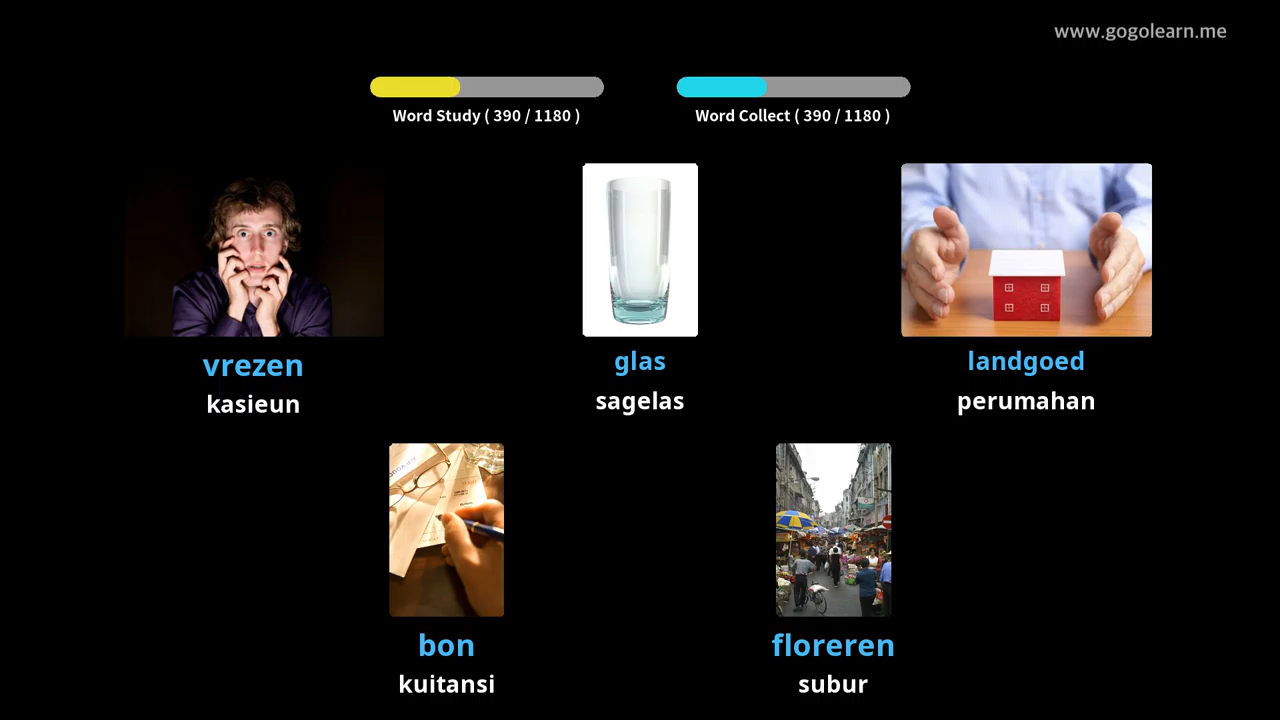 www.gogolearn.me
Word Study ( 390 / 1180 )
Word Collect ( 390 / 1180 )
vrezen
kasieun
glas
sagelas
landgoed
perumahan
bon
kuitansi
floreren
subur